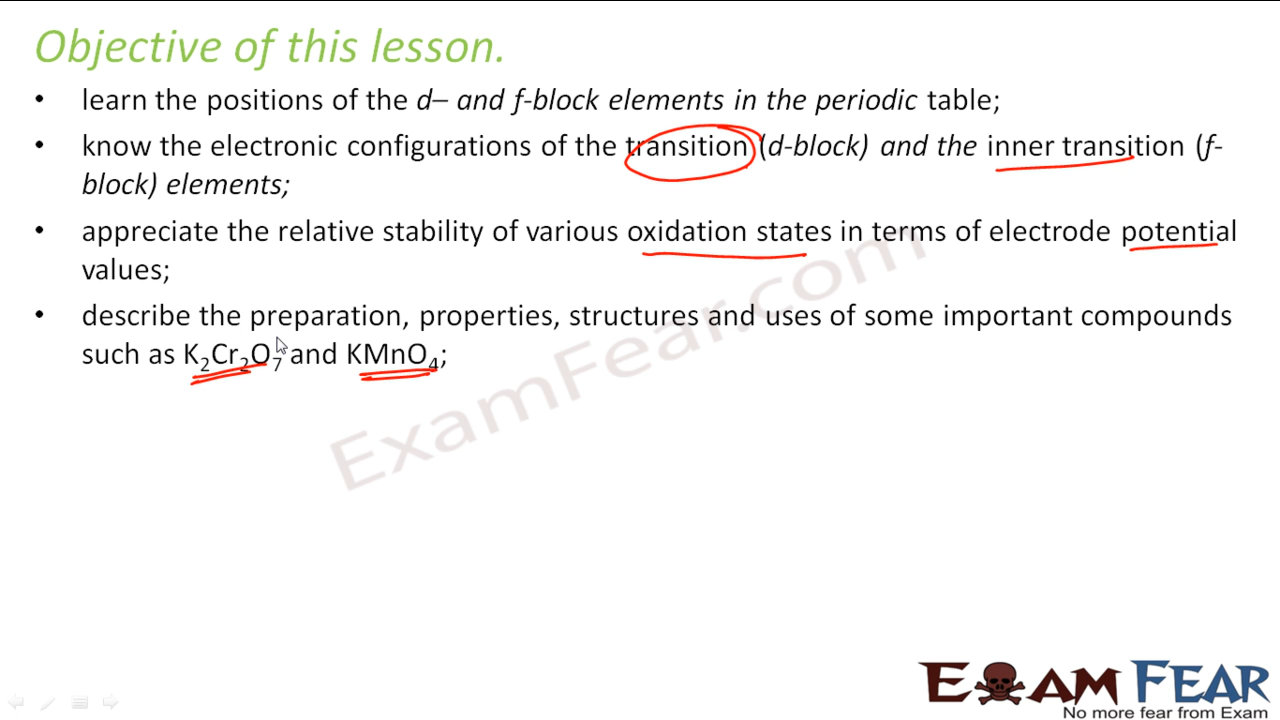 Objective of this lesson.
• learn the positions of the d– and f-block elements in the periodic table;
• know the electronic configurations of the transition (d-block) and the inner transition (f-
block) elements;
• appreciate the relative stability of various oxidation states in terms of electrode potential
values;
• describe the preparation, properties, structures and uses of some important compounds
such as K₂Cr₂O₇ and KMnO₄;
ExamFear.com
EXAM FEAR
No more fear from Exam